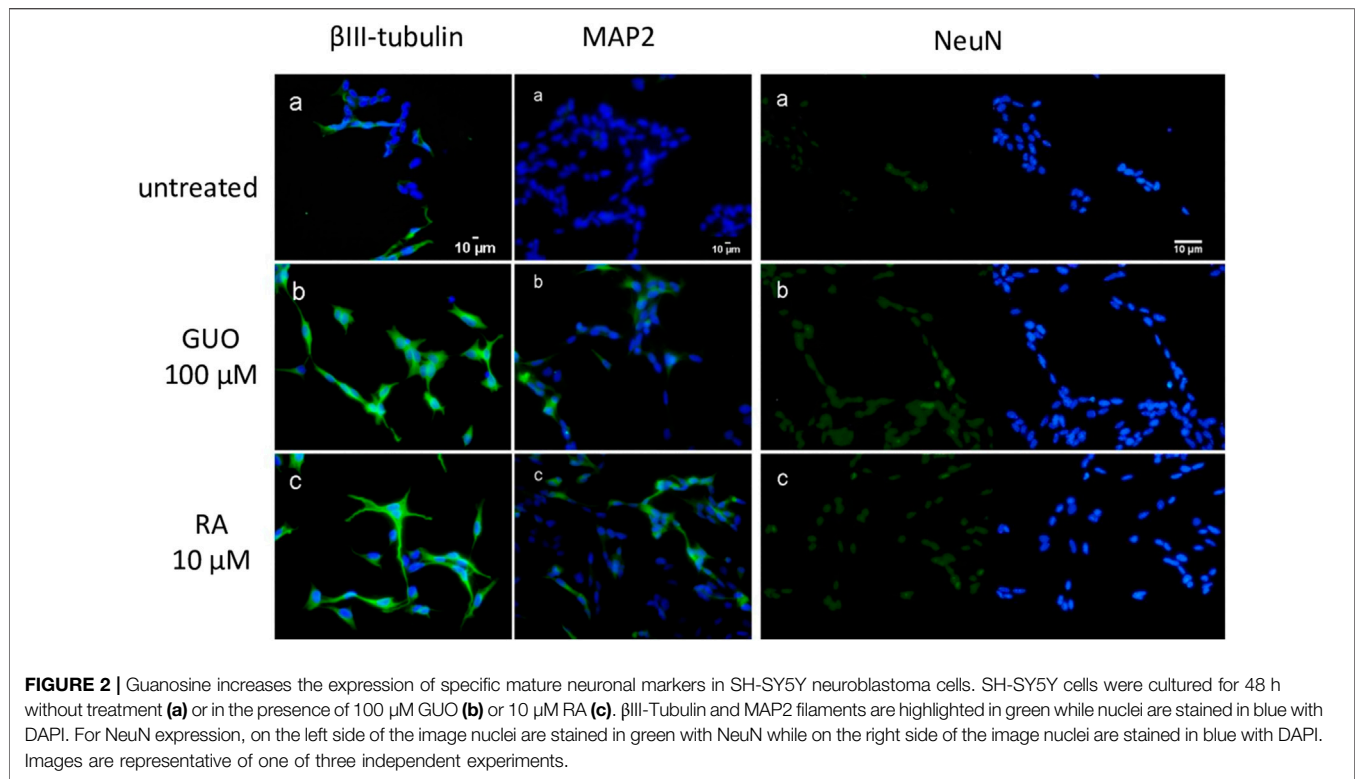 βIII-tubulin MAP2 NeuN
a a a
untreated
10 µm 10 µm 10 µm
b b b
GUO
100 µM
c c c
RA
10 µM
FIGURE 2 | Guanosine increases the expression of specific mature neuronal markers in SH-SY5Y neuroblastoma cells. SH-SY5Y cells were cultured for 48 h
without treatment (a) or in the presence of 100 µM GUO (b) or 10 µM RA (c). βIII-Tubulin and MAP2 filaments are highlighted in green while nuclei are stained in blue with
DAPI. For NeuN expression, on the left side of the image nuclei are stained in green with NeuN while on the right side of the image nuclei are stained in blue with DAPI.
Images are representative of one of three independent experiments.